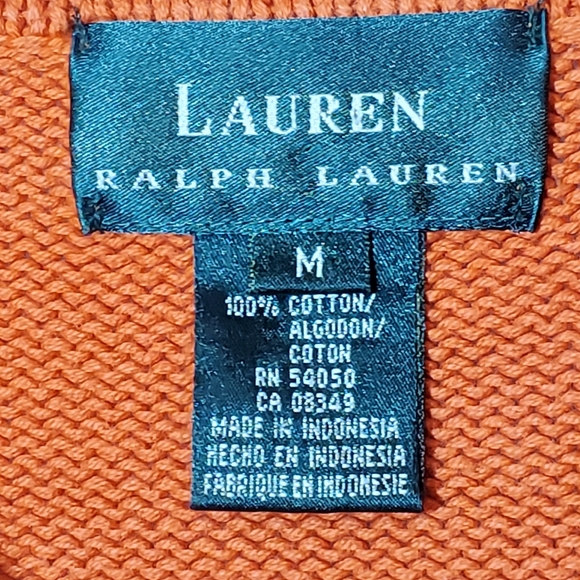 LAUREN
RALPH LAUREN
M
100% COTTON/
ALGODON/
COTON
RN 54050
CA 08349
MADE IN INDONESIA
HECHO EN INDONESIA
FABRIQUE EN INDONESIE